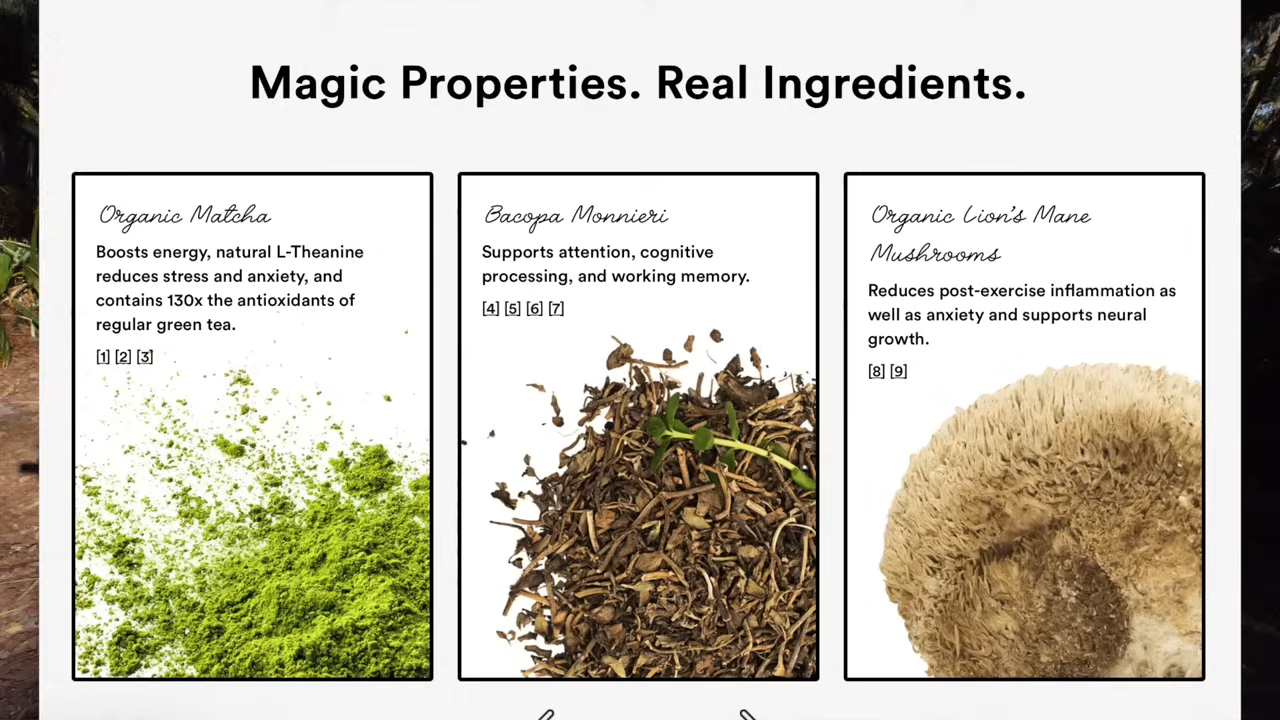 Magic Properties. Real Ingredients.
Organic Matcha
Boosts energy, natural L-Theanine
reduces stress and anxiety, and
contains 130x the antioxidants of
regular green tea.
[1] [2] [3]
Bacopa Monnieri
Supports attention, cognitive
processing, and working memory.
[4] [5] [6] [7]
Organic Lion's Mane
Mushrooms
Reduces post-exercise inflammation as
well as anxiety and supports neural
growth.
[8] [9]